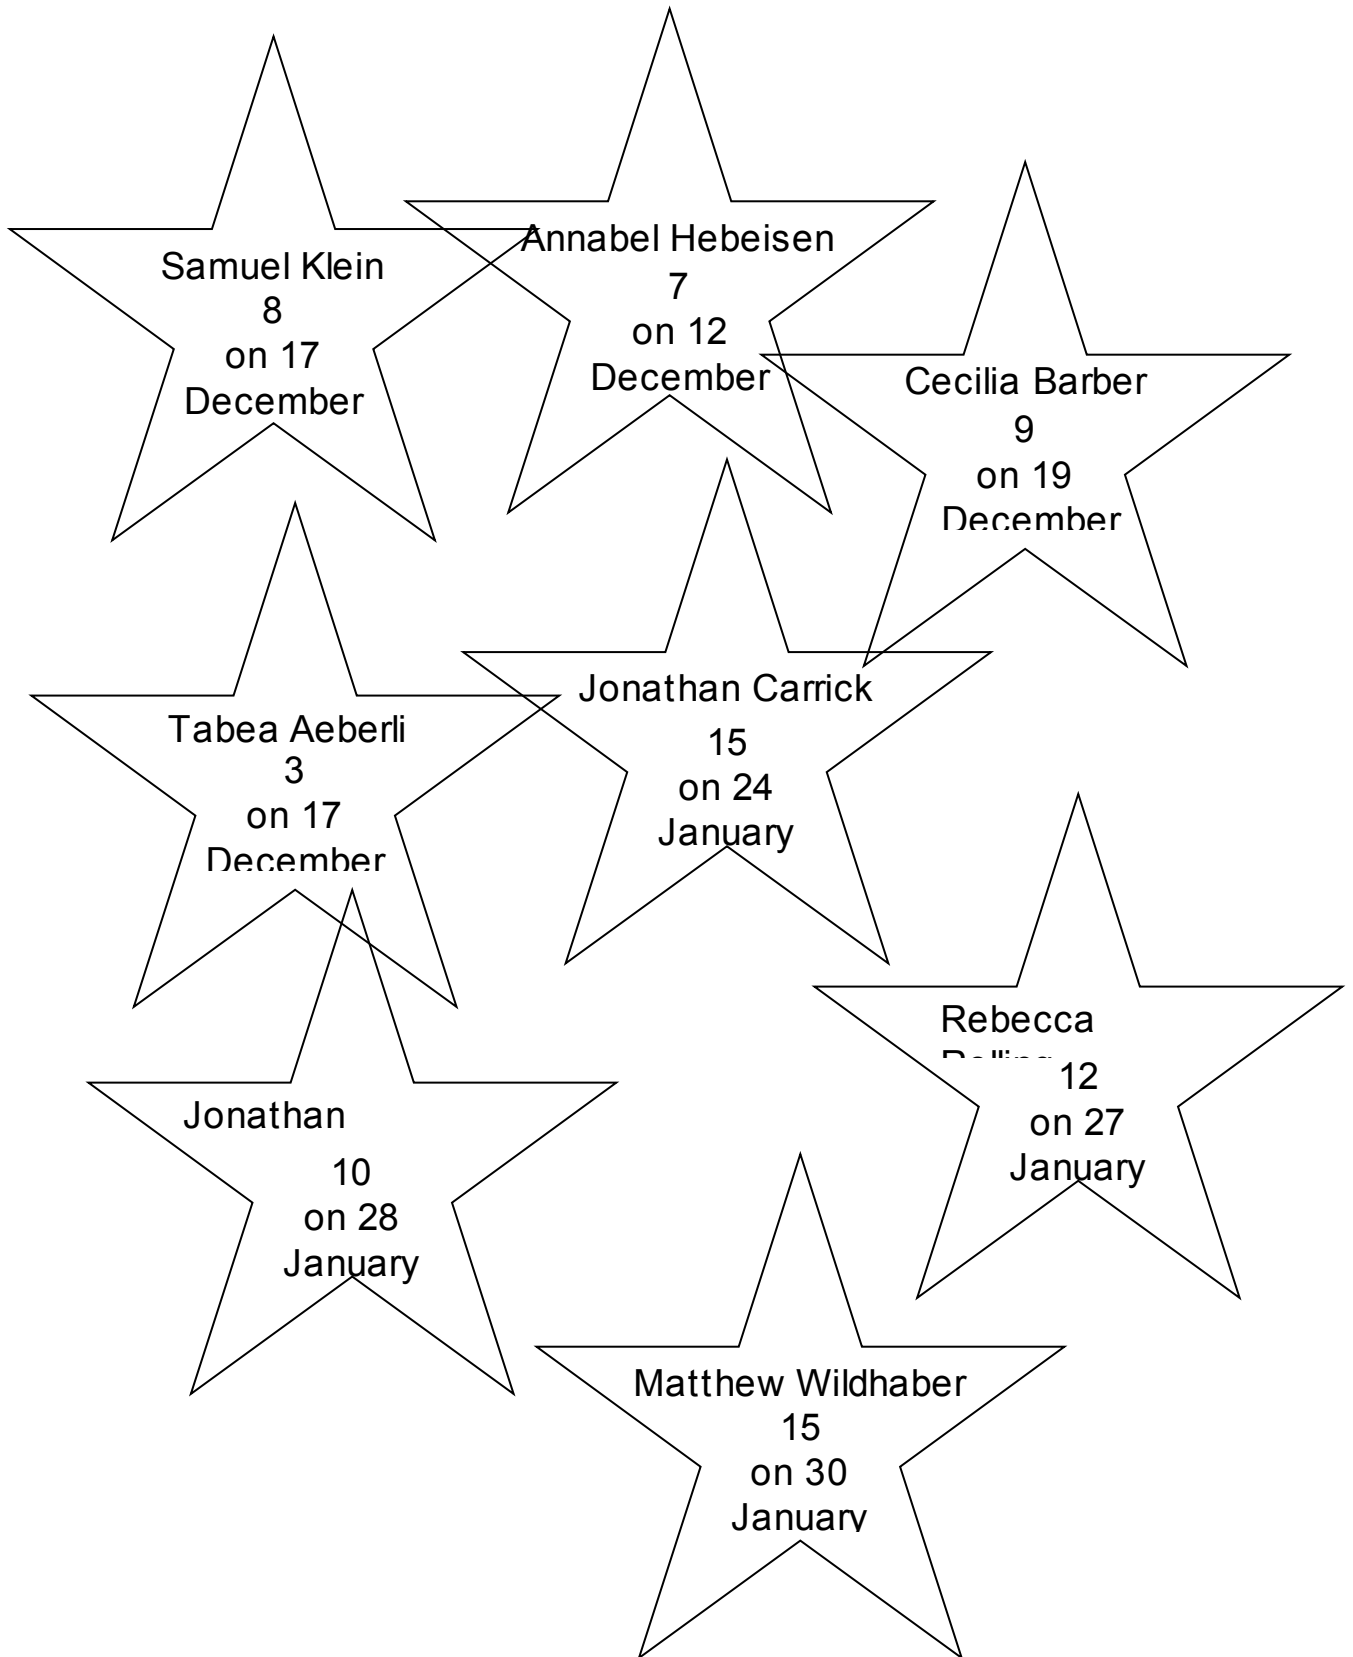 Samuel Klein
8
on 17
December
Annabel Hebeisen
7
on 12
December
Cecilia Barber
9
on 19
December
Tabea Aeberli
3
on 17
December
Jonathan Carrick
15
on 24
January
Rebecca
12
on 27
January
Jonathan
10
on 28
January
Matthew Wildhaber
15
on 30
January